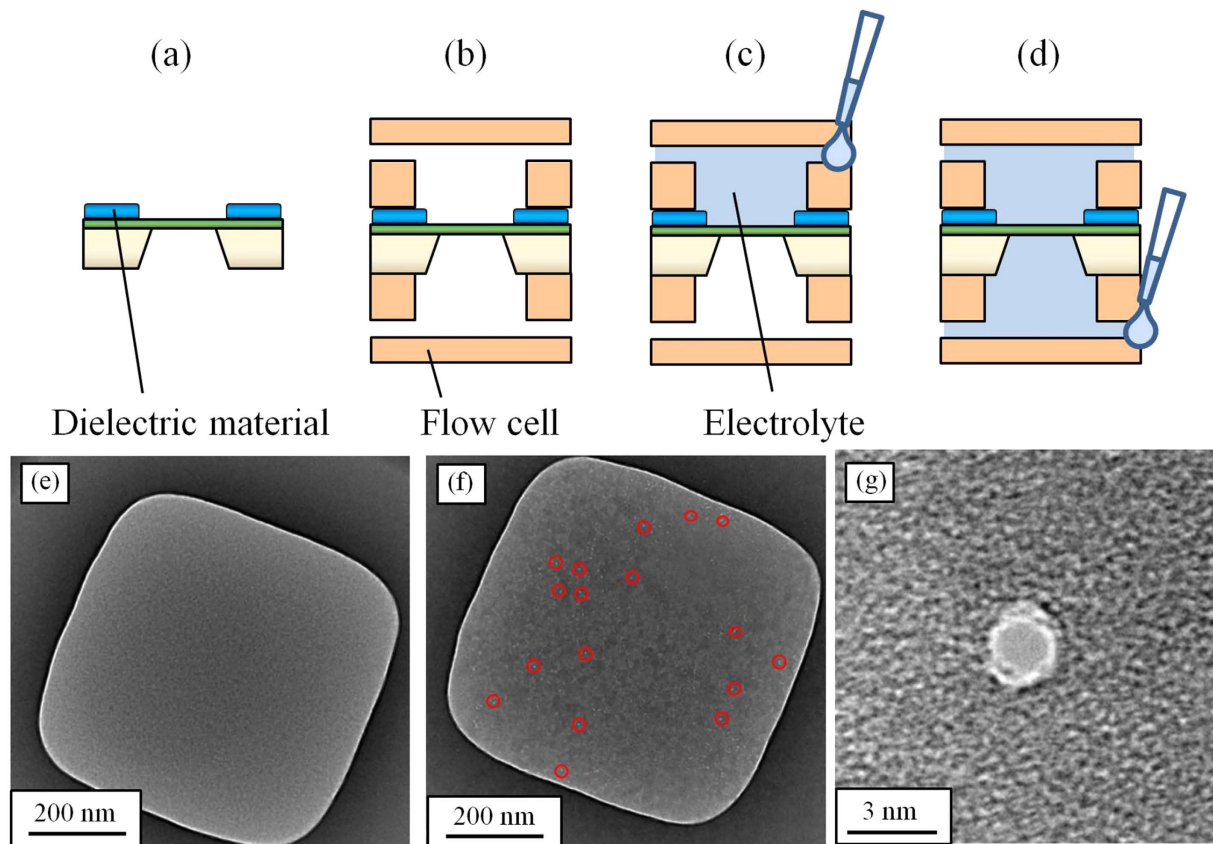 (a)
(b)
(c)
(d)
Dielectric material
Flow cell
Electrolyte
(e)
(f)
(g)
200 nm
200 nm
3 nm